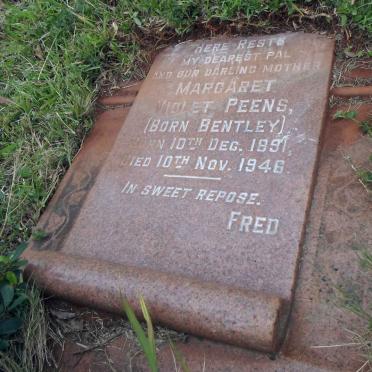 HERE RESTS
MY DEAREST PAL
AND OUR DARLING MOTHER
MARGARET
VIOLET PEENS,
(BORN BENTLEY)
BORN 10TH DEC. 1891,
DIED 10TH NOV. 1946
IN SWEET REPOSE.
FRED